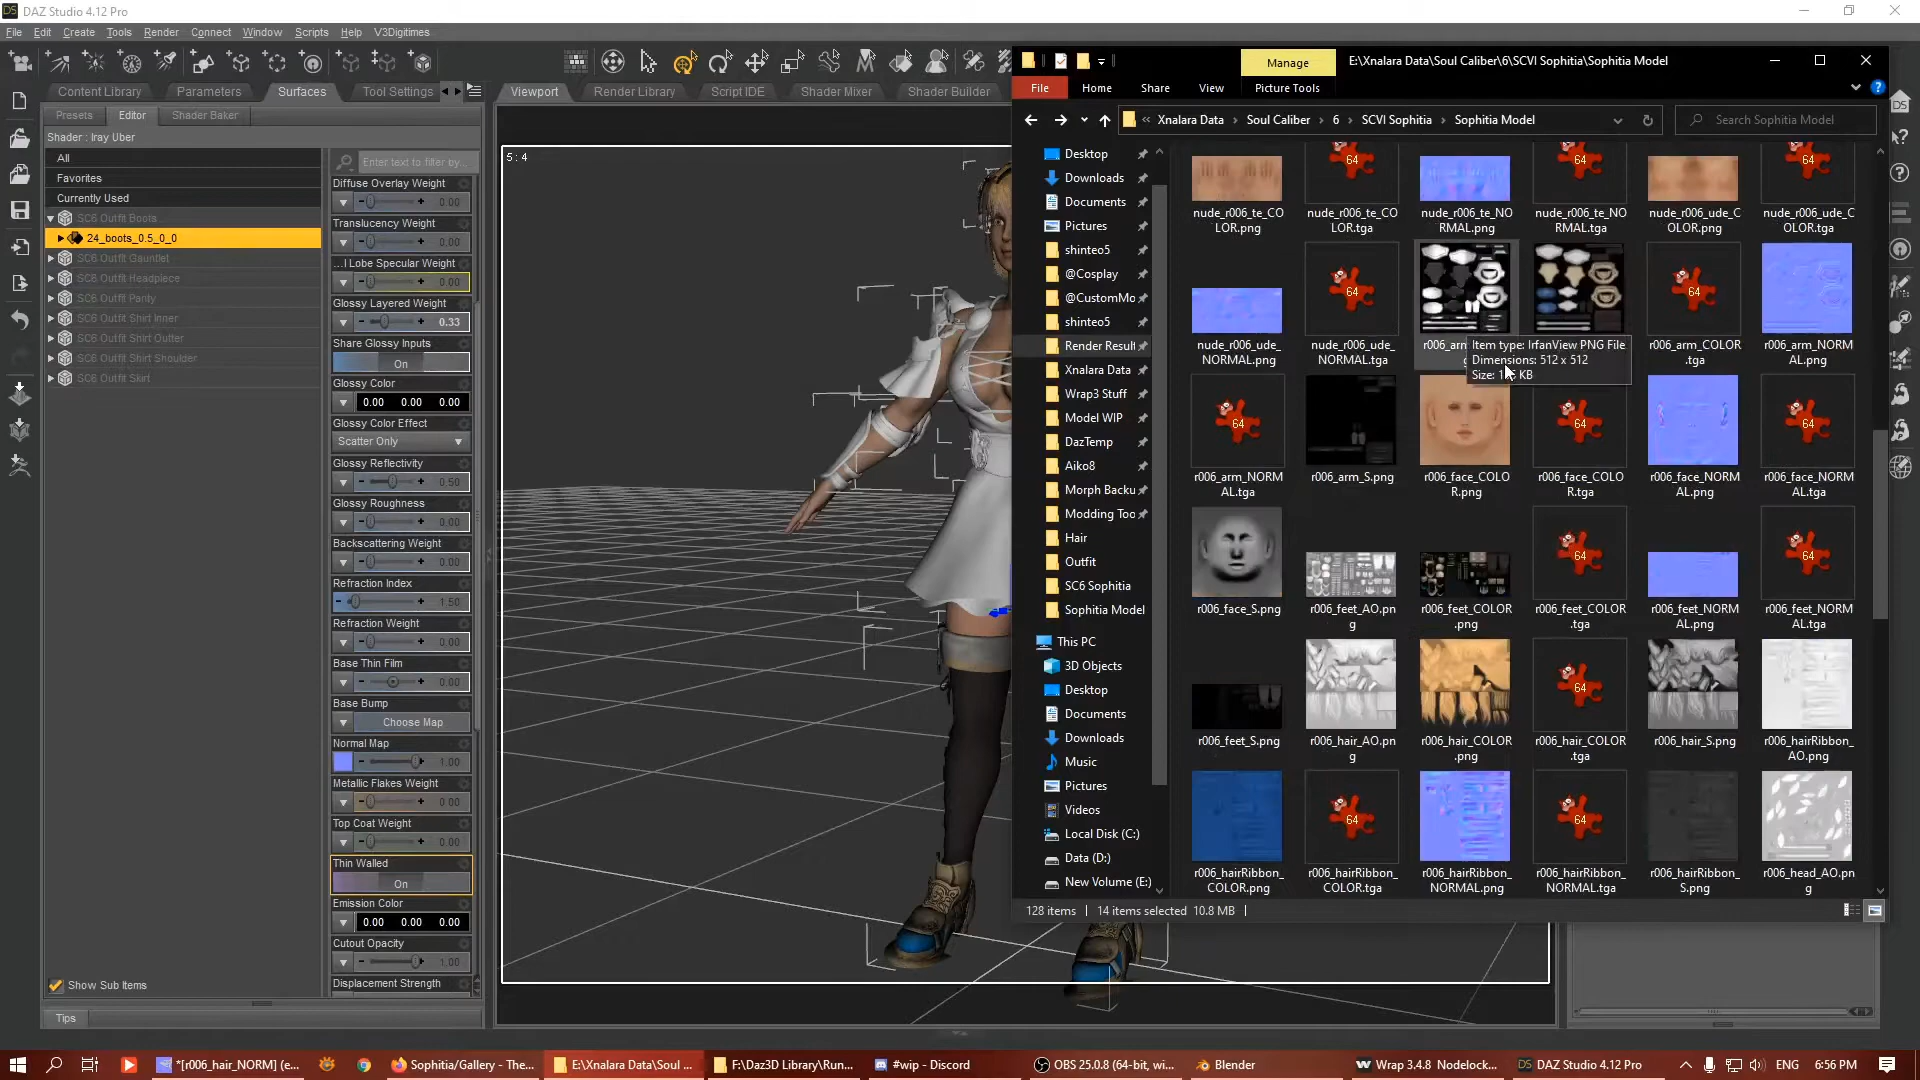 DAZ Studio 4.12 Pro
File Edit Create Tools Render Connect Window Scripts Help V3Digitimes
Content Library Parameters Surfaces Tool Settings
Viewport Render Library Script IDE Shader Mixer Shader Builder
Presets Editor Shader Baker
Shader : Iray Uber
All
Favorites
Currently Used
SC6 Outfit Boots
24_boots_0.5_0_0
SC6 Outfit Gauntlet
SC6 Outfit Headpiece
SC6 Outfit Panty
SC6 Outfit Shirt Inner
SC6 Outfit Shirt Outter
SC6 Outfit Shirt Shoulder
SC6 Outfit Skirt
Show Sub Items
Tips
Enter text to filter by...
Diffuse Overlay Weight
0.00
Translucency Weight
0.00
...l Lobe Specular Weight
0.00
Glossy Layered Weight
0.33
Share Glossy Inputs
On
Glossy Color
0.00 0.00 0.00
Glossy Color Effect
Scatter Only
Glossy Reflectivity
0.50
Glossy Roughness
0.00
Backscattering Weight
0.00
Refraction Index
1.50
Refraction Weight
0.00
Base Thin Film
0.00
Base Bump
Choose Map
Normal Map
1.00
Metallic Flakes Weight
0.00
Top Coat Weight
0.00
Thin Walled
On
Emission Color
0.00 0.00 0.00
Cutout Opacity
1.00
Displacement Strength
5 : 4
Manage
E:\Xnalara Data\Soul Caliber\6\SCVI Sophitia\Sophitia Model
File Home Share View Picture Tools
« Xnalara Data > Soul Caliber > 6 > SCVI Sophitia > Sophitia Model
Search Sophitia Model
Desktop
Downloads
Documents
Pictures
shinteo5
@Cosplay
@CustomMo
shinteo5
Render Result
Xnalara Data
Wrap3 Stuff
Model WIP
DazTemp
Aiko8
Morph Backu
Modding Too
Hair
Outfit
SC6 Sophitia
Sophitia Model
This PC
3D Objects
Desktop
Documents
Downloads
Music
Pictures
Videos
Local Disk (C:)
Data (D:)
New Volume (E:)
64 64 64
nude_r006_te_CO
LOR.png
nude_r006_te_CO
LOR.tga
nude_r006_te_NO
RMAL.png
nude_r006_te_NO
RMAL.tga
nude_r006_ude_C
OLOR.png
nude_r006_ude_C
OLOR.tga
64 64
nude_r006_ude_
NORMAL.png
nude_r006_ude_
NORMAL.tga
r006_arm
Item type: IrfanView PNG File
Dimensions: 512 x 512
r006_arm_COLOR
.tga
r006_arm_NORM
AL.png
64 64 64
r006_arm_NORM
AL.tga
r006_arm_S.png
r006_face_COLO
R.png
r006_face_COLO
R.tga
r006_face_NORM
AL.png
r006_face_NORM
AL.tga
64 64
r006_face_S.png
r006_feet_AO.pn
g
r006_feet_COLOR
.png
r006_feet_COLOR
.tga
r006_feet_NORM
AL.png
r006_feet_NORM
AL.tga
64
r006_feet_S.png
r006_hair_AO.pn
g
r006_hair_COLOR
.png
r006_hair_COLOR
.tga
r006_hair_S.png
r006_hairRibbon_
AO.png
64 64
r006_hairRibbon_
COLOR.png
r006_hairRibbon_
COLOR.tga
r006_hairRibbon_
NORMAL.png
r006_hairRibbon_
NORMAL.tga
r006_hairRibbon_
S.png
r006_head_AO.pn
g
128 items 14 items selected 10.8 MB
*[r006_hair_NORM] (e...
Sophitia/Gallery - The...
E:\Xnalara Data\Soul ...
F:\Daz3D Library\Run...
#wip - Discord
OBS 25.0.8 (64-bit, wi...
Blender
Wrap 3.4.8 Nodelock...
DAZ Studio 4.12 Pro
ENG
6:56 PM